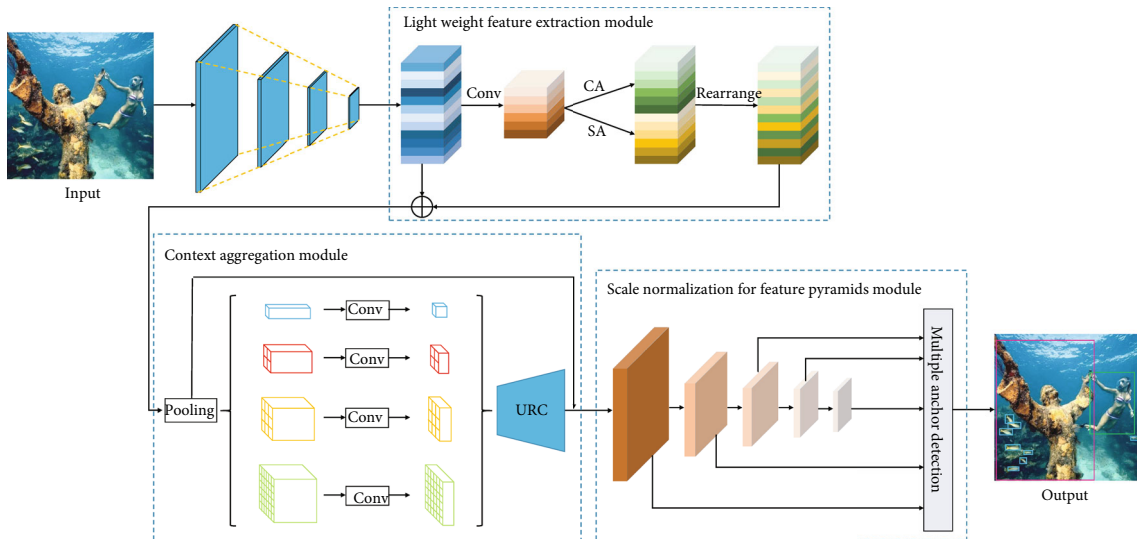 Light weight feature extraction module
Conv
CA
SA
Rearrange
Input
Context aggregation module
Pooling
Conv
Conv
Conv
Conv
URC
Scale normalization for feature pyramids module
Multiple anchor detection
Output